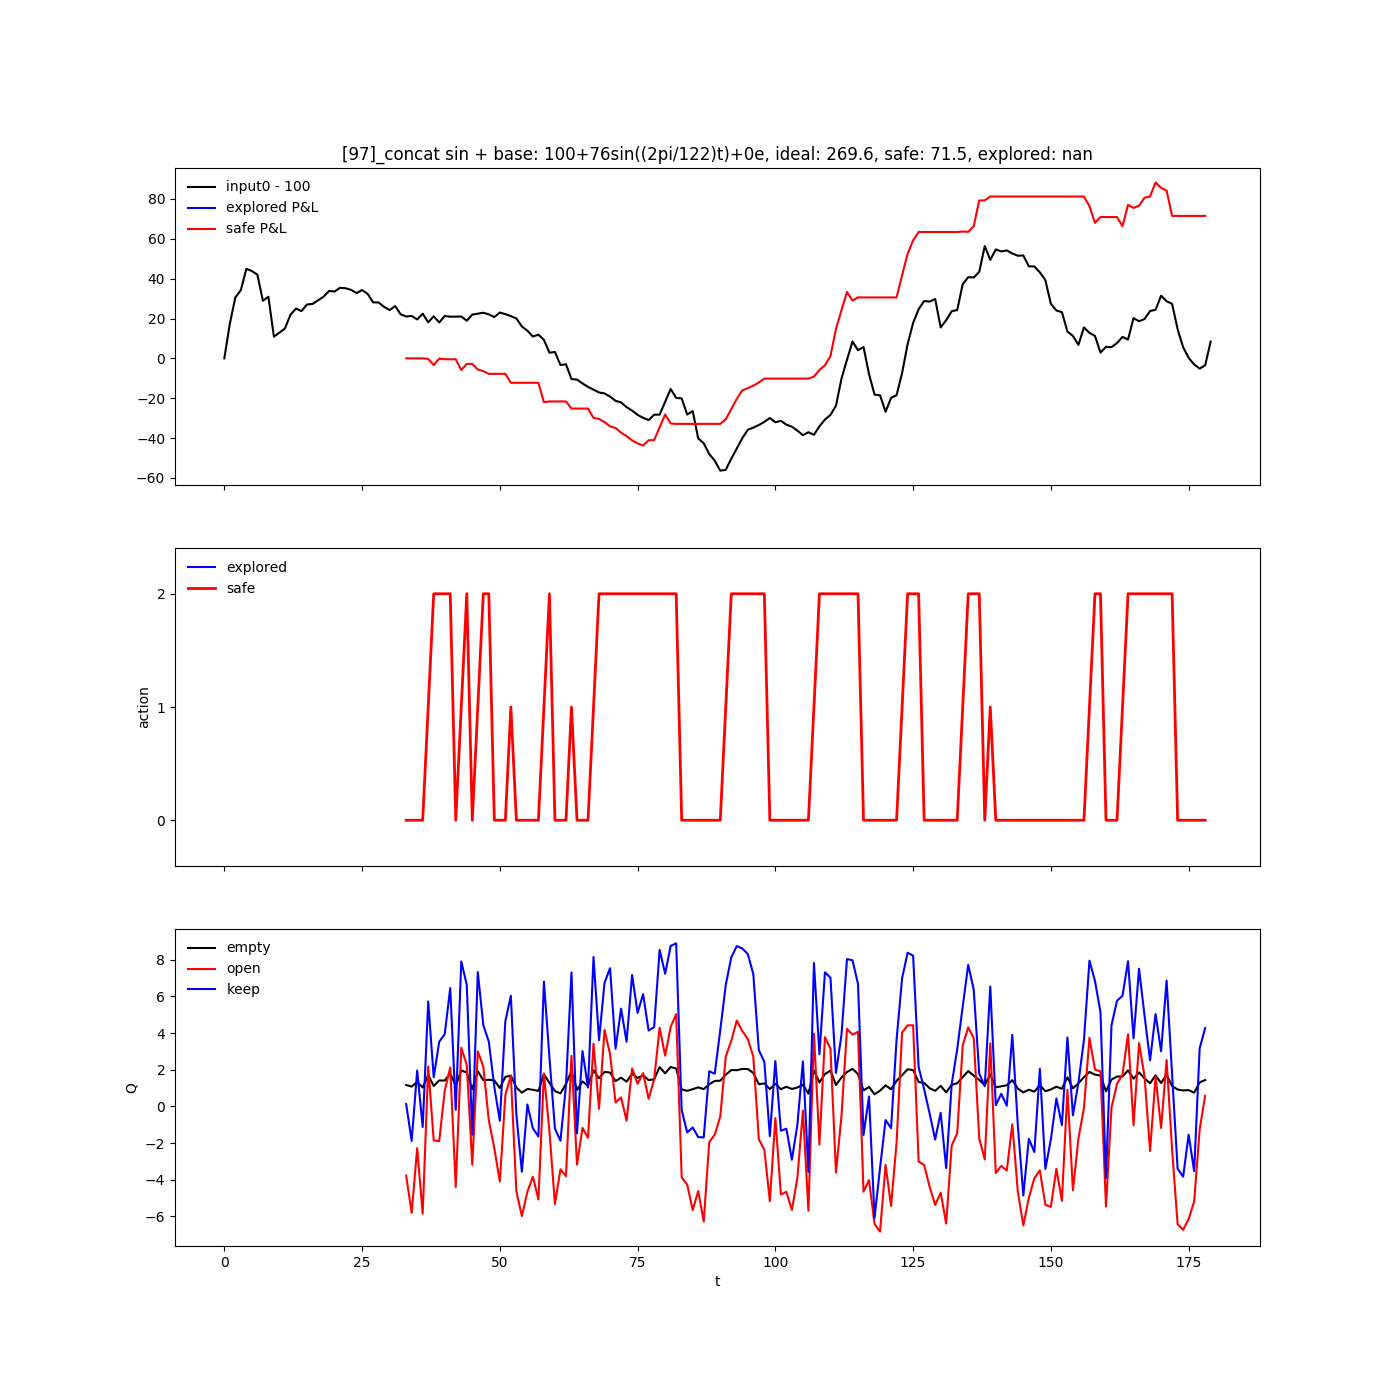 [97]_concat sin + base: 100+76sin((2pi/122)t)+0e, ideal: 269.6, safe: 71.5, explored: nan
input0 - 100
explored P&L
safe P&L
80
60
40
20
0
−20
−40
−60
explored
safe
2
1
0
action
empty
open
keep
8
6
4
2
0
−2
−4
−6
Q
0 25 50 75 100 125 150 175
t